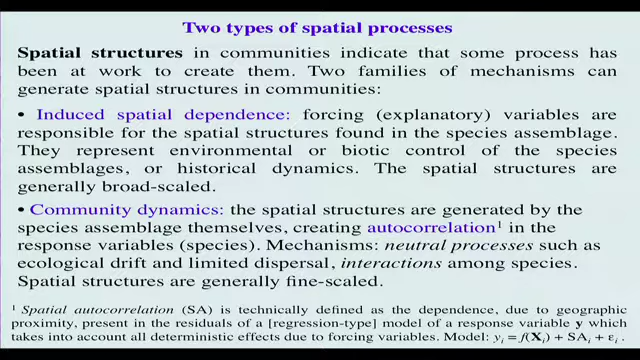 Two types of spatial processes
Spatial structures in communities indicate that some process has
been at work to create them. Two families of mechanisms can
generate spatial structures in communities:
• Induced spatial dependence: forcing (explanatory) variables are
responsible for the spatial structures found in the species assemblage.
They represent environmental or biotic control of the species
assemblages, or historical dynamics. The spatial structures are
generally broad-scaled.
• Community dynamics: the spatial structures are generated by the
species assemblage themselves, creating autocorrelation¹ in the
response variables (species). Mechanisms: neutral processes such as
ecological drift and limited dispersal, interactions among species.
Spatial structures are generally fine-scaled.
¹ Spatial autocorrelation (SA) is technically defined as the dependence, due to geographic
proximity, present in the residuals of a [regression-type] model of a response variable y which
takes into account all deterministic effects due to forcing variables. Model: yᵢ = f(Xᵢ) + SAᵢ + εᵢ .